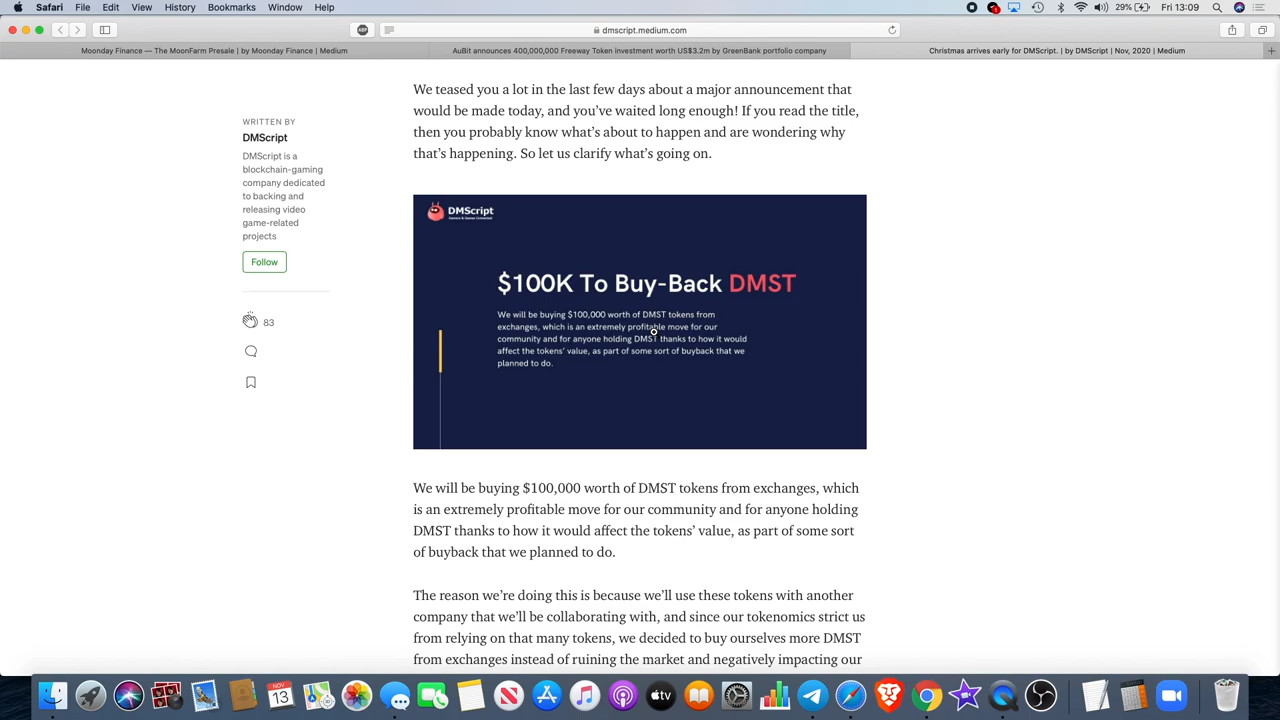 Safari File Edit View History Bookmarks Window Help
29% Fri 13:09
dmscript.medium.com
Moonday Finance — The MoonFarm Presale | by Moonday Finance | Medium
AuBit announces 400,000,000 Freeway Token investment worth US$3.2m by GreenBank portfolio company
Christmas arrives early for DMScript. | by DMScript | Nov, 2020 | Medium
WRITTEN BY
DMScript
DMScript is a
blockchain-gaming
company dedicated
to backing and
releasing video
game-related
projects
Follow
83
We teased you a lot in the last few days about a major announcement that
would be made today, and you’ve waited long enough! If you read the title,
then you probably know what’s about to happen and are wondering why
that’s happening. So let us clarify what’s going on.
DMScript
Gamers & Games Connected
$100K To Buy-Back DMST
We will be buying $100,000 worth of DMST tokens from
exchanges, which is an extremely profitable move for our
community and for anyone holding DMST thanks to how it would
affect the tokens’ value, as part of some sort of buyback that we
planned to do.
We will be buying $100,000 worth of DMST tokens from exchanges, which
is an extremely profitable move for our community and for anyone holding
DMST thanks to how it would affect the tokens’ value, as part of some sort
of buyback that we planned to do.
The reason we’re doing this is because we’ll use these tokens with another
company that we’ll be collaborating with, and since our tokenomics strict us
from relying on that many tokens, we decided to buy ourselves more DMST
from exchanges instead of ruining the market and negatively impacting our
NOV
13
tv